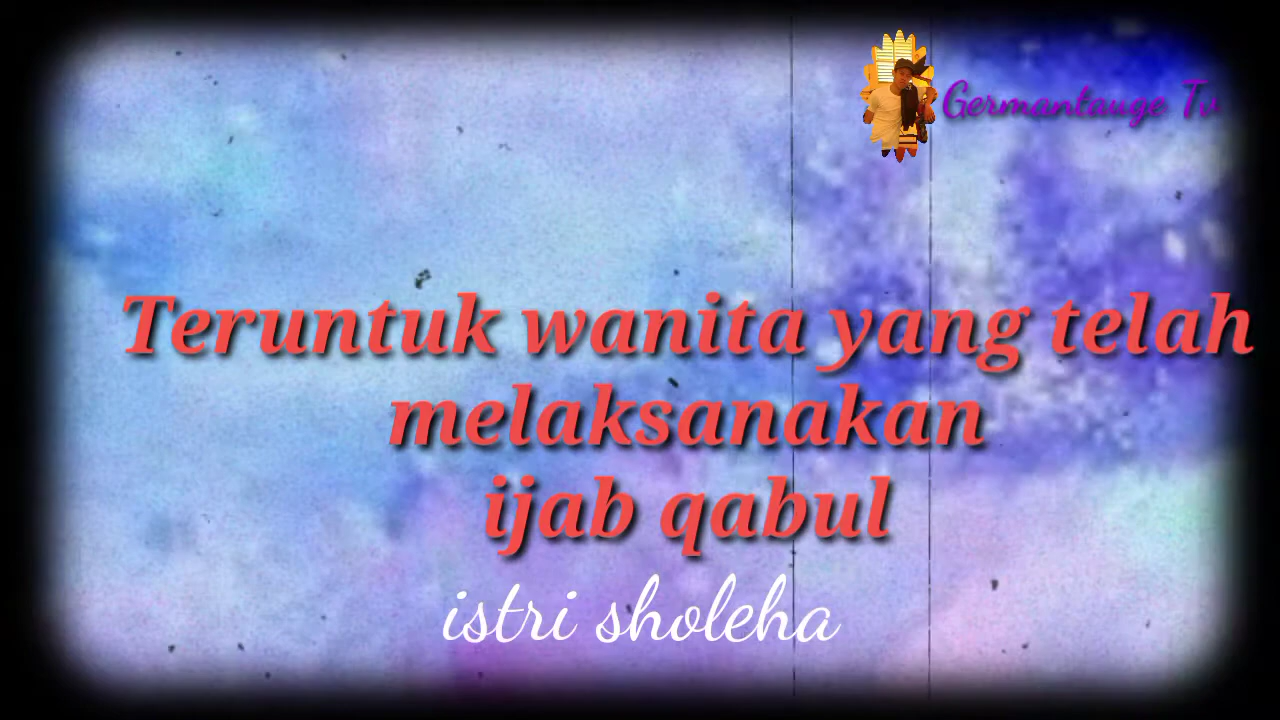 Germantauge Tv
Teruntuk wanita yang telah
melaksanakan
ijab qabul
istri sholeha